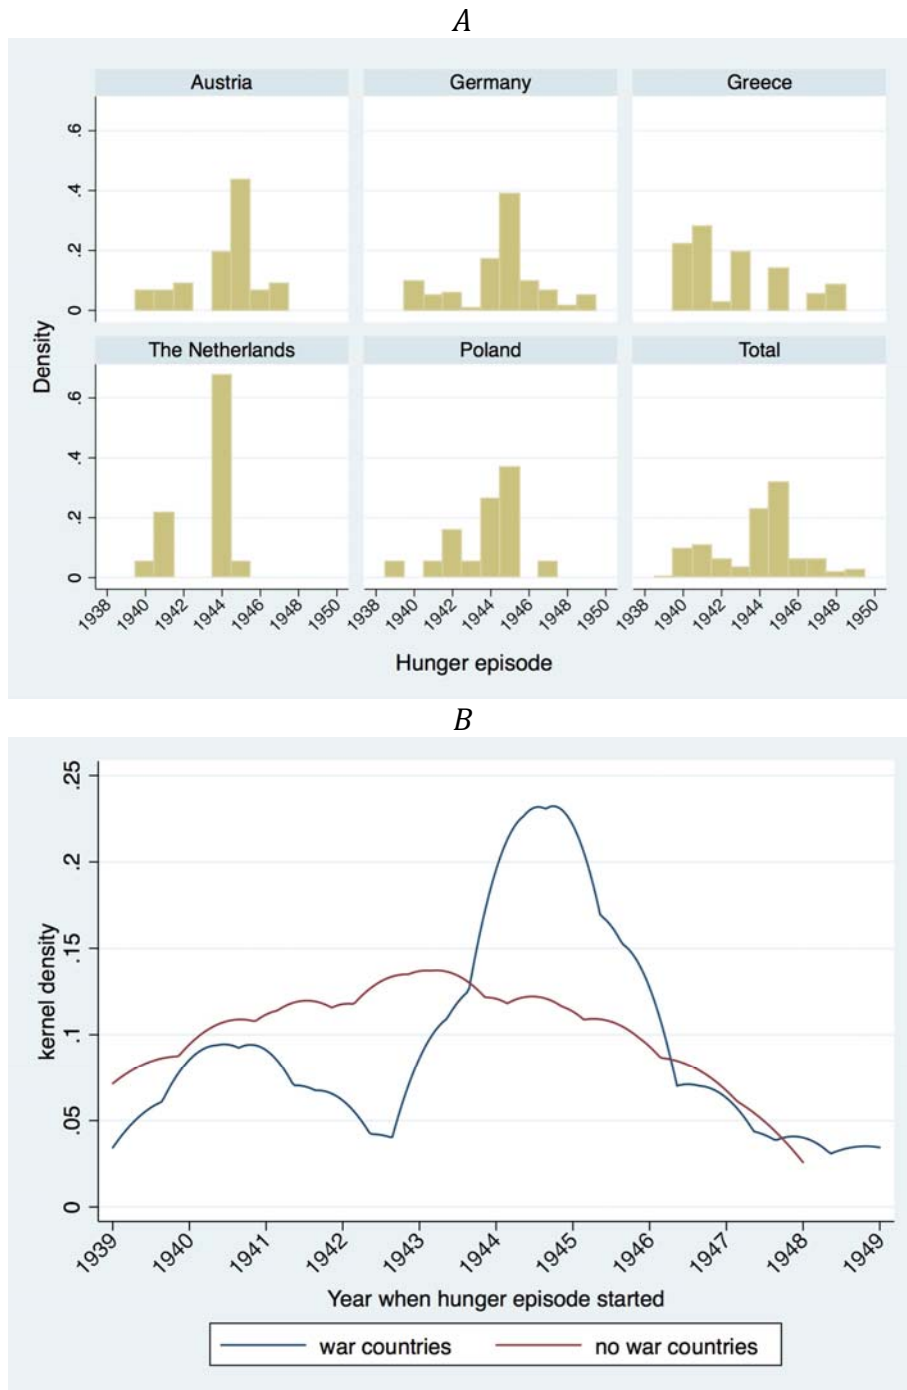 A
Austria Germany Greece
.6
.4
.2
0
The Netherlands Poland Total
.6
.4
.2
0
Density
1938 1940 1942 1944 1946 1948 1950 1938 1940 1942 1944 1946 1948 1950 1938 1940 1942 1944 1946 1948 1950
Hunger episode
B
.25
.2
.15
.1
.05
0
kernel density
1939 1940 1941 1942 1943 1944 1945 1946 1947 1948 1949
Year when hunger episode started
war countries no war countries